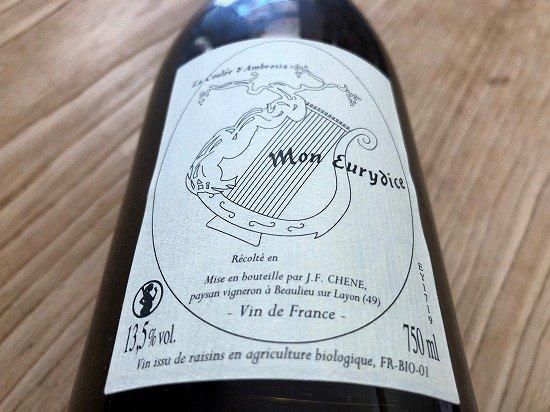 La Coulée d'Ambrosia
Mon Eurydice
Récolté en
Mise en bouteille par J.F. CHENE,
paysan vigneron à Beaulieu sur Layon (49)
- Vin de France -
13,5% vol.
750 ml
EY1719
Vin issu de raisins en agriculture biologique, FR-BIO-01